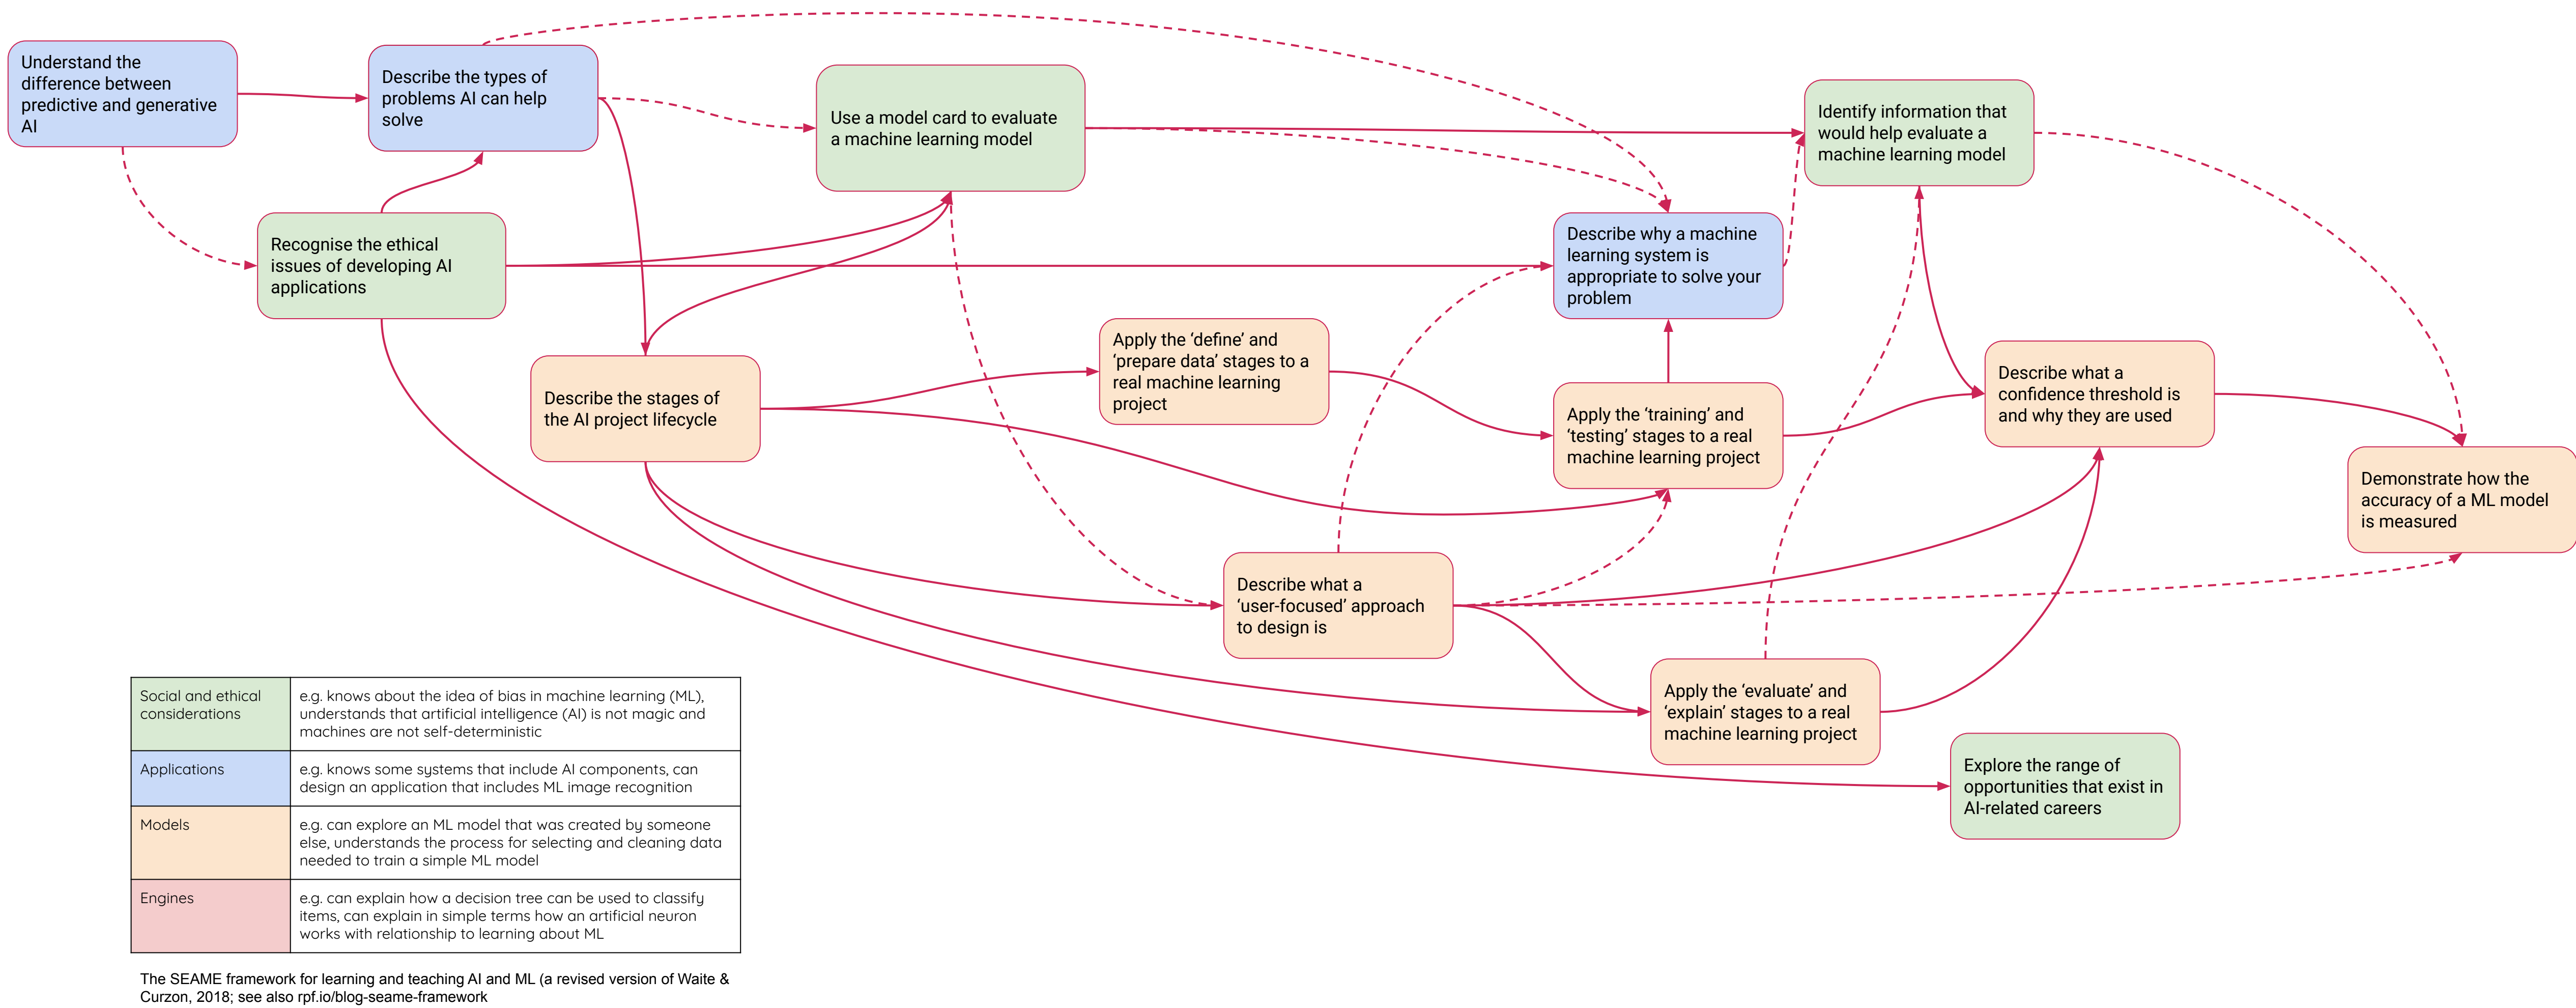 Understand the
difference between
predictive and generative
AI
Describe the types of
problems AI can help
solve
Use a model card to evaluate
a machine learning model
Identify information that
would help evaluate a
machine learning model
Recognise the ethical
issues of developing AI
applications
Describe why a machine
learning system is
appropriate to solve your
problem
Apply the ‘define’ and
‘prepare data’ stages to a
real machine learning
project
Describe the stages of
the AI project lifecycle
Apply the ‘training’ and
‘testing’ stages to a real
machine learning project
Describe what a
confidence threshold is
and why they are used
Demonstrate how the
accuracy of a ML model
is measured
Describe what a
‘user-focused’ approach
to design is
Apply the ‘evaluate’ and
‘explain’ stages to a real
machine learning project
Explore the range of
opportunities that exist in
AI-related careers
Social and ethical
considerations
e.g. knows about the idea of bias in machine learning (ML),
understands that artificial intelligence (AI) is not magic and
machines are not self-deterministic
Applications
e.g. knows some systems that include AI components, can
design an application that includes ML image recognition
Models
e.g. can explore an ML model that was created by someone
else, understands the process for selecting and cleaning data
needed to train a simple ML model
Engines
e.g. can explain how a decision tree can be used to classify
items, can explain in simple terms how an artificial neuron
works with relationship to learning about ML
The SEAME framework for learning and teaching AI and ML (a revised version of Waite &
Curzon, 2018; see also rpf.io/blog-seame-framework